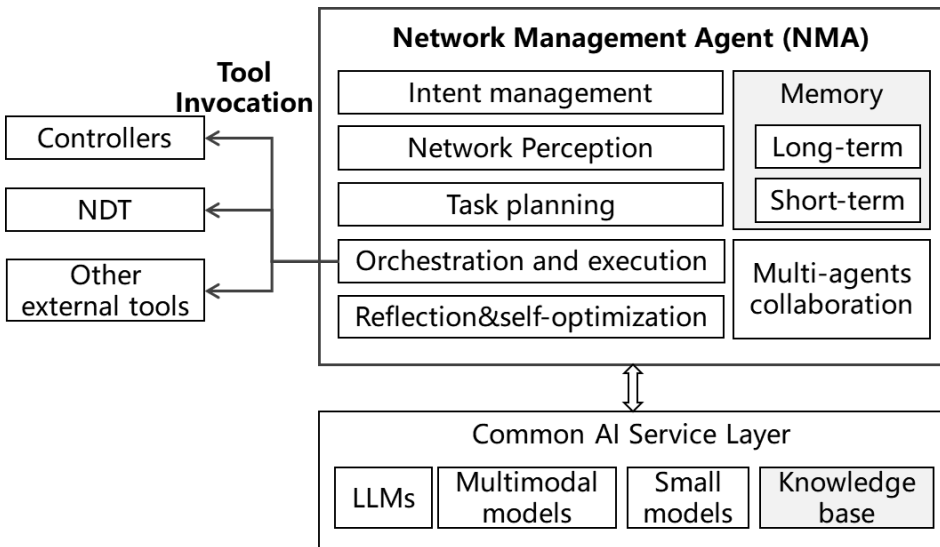 Network Management Agent (NMA)
Tool
Invocation
Controllers
NDT
Other
external tools
Intent management
Network Perception
Task planning
Orchestration and execution
Reflection&self-optimization
Memory
Long-term
Short-term
Multi-agents
collaboration
Common AI Service Layer
LLMs
Multimodal
models
Small
models
Knowledge
base